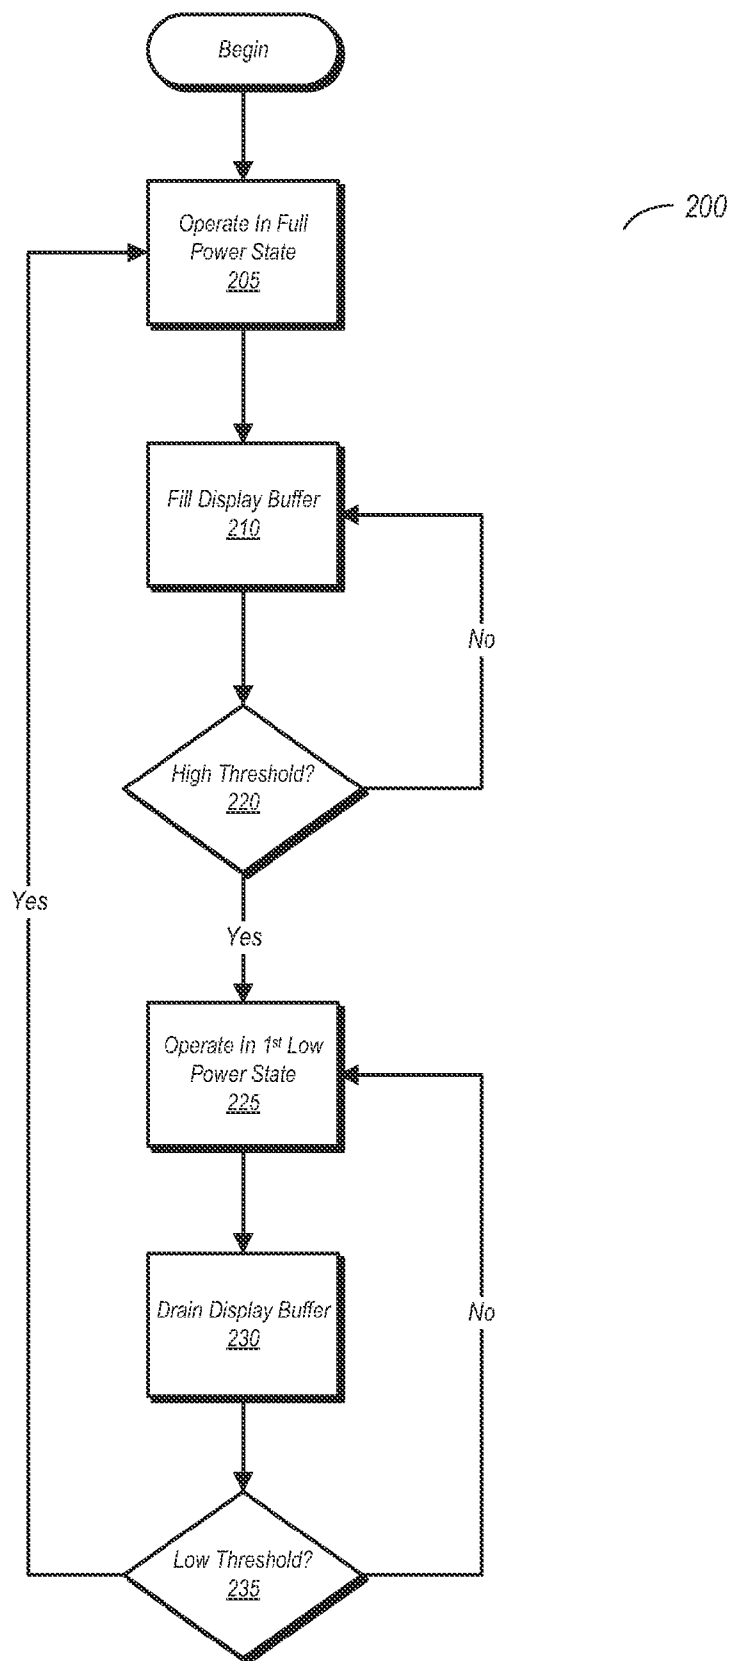 Begin
200
Operate In Full
Power State
205
Fill Display Buffer
210
No
High Threshold?
220
Yes
Yes
Operate In 1st Low
Power State
225
Drain Display Buffer
230
No
Low Threshold?
235